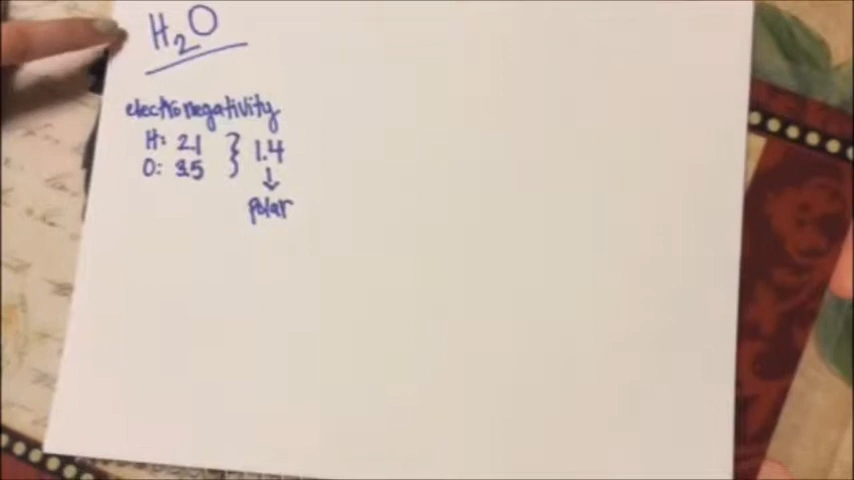 H₂O
electronegativity
H: 2.1 } 1.4
O: 3.5
↓
polar